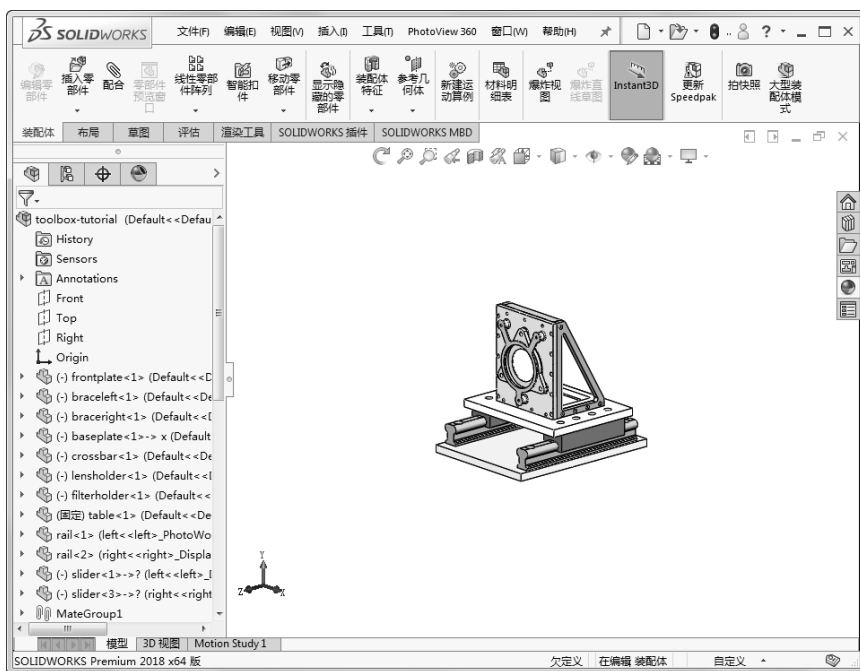 SOLIDWORKS 文件(F) 编辑(E) 视图(V) 插入(I) 工具(T) PhotoView 360 窗口(W) 帮助(H) ?
编辑零部件 插入零部件 配合 零部件预览窗口 线性零部件阵列 智能扣件 移动零部件 显示隐藏的零部件 装配体特征 参考几何体 新建运动算例 材料明细表 爆炸视图 爆炸直线草图 Instant3D 更新Speedpak 拍快照 大型装配体模式
装配体 布局 草图 评估 渲染工具 SOLIDWORKS 插件 SOLIDWORKS MBD
toolbox-tutorial (Default<<Defau
History
Sensors
Annotations
Front
Top
Right
Origin
(-) frontplate<1> (Default<<D
(-) braceleft<1> (Default<<De
(-) braceright<1> (Default<<D
(-) baseplate<1>-> x (Default
(-) crossbar<1> (Default<<De
(-) lensholder<1> (Default<<D
(-) filterholder<1> (Default<<
(固定) table<1> (Default<<De
rail<1> (left<<left>_PhotoWo
rail<2> (right<<right>_Displa
(-) slider<1>->? (left<<left>_D
(-) slider<3>->? (right<<right
MateGroup1
Y
Z X
模型 3D 视图 Motion Study 1
SOLIDWORKS Premium 2018 x64 版 欠定义 在编辑 装配体 自定义